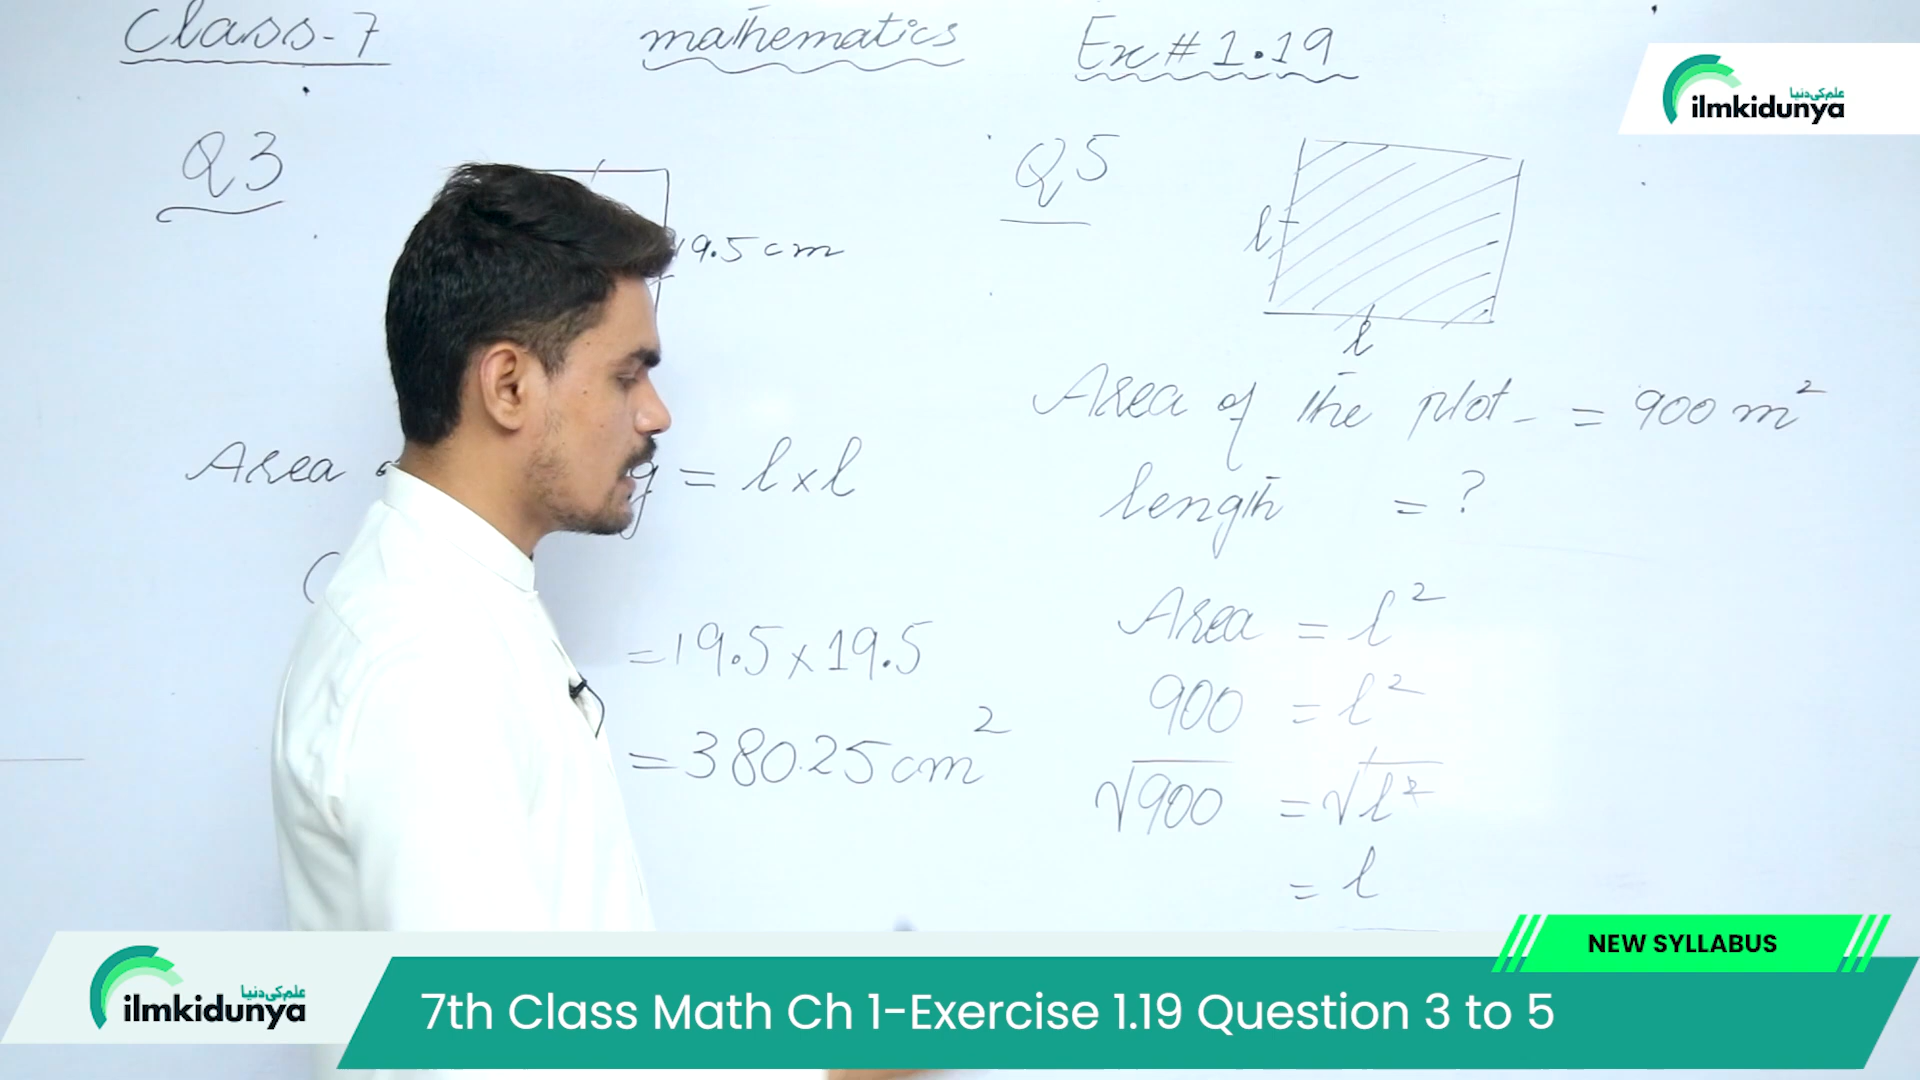 Class-7 mathematics Ex# 1.19
علم کی دنیا
ilmkidunya
Q3
19.5 cm
Area = l x l
(
= 19.5 x 19.5
= 380.25 cm²
Q5
l
l
Area of the plot = 900 m²
length = ?
Area = l²
900 = l²
√900 = √l²
= l
NEW SYLLABUS
علم کی دنیا
ilmkidunya
7th Class Math Ch 1-Exercise 1.19 Question 3 to 5